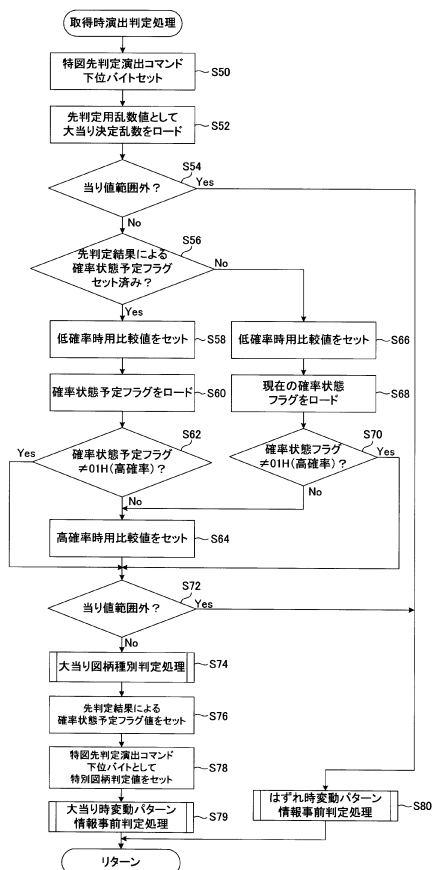 取得時演出判定処理
特図先判定演出コマンド
下位バイトセット
S50
先判定用乱数値として
大当り決定乱数をロード
S52
当り値範囲外?
S54
Yes
No
先判定結果による
確率状態予定フラグ
セット済み?
S56
No
Yes
低確率時用比較値をセット
S58
低確率時用比較値をセット
S66
確率状態予定フラグをロード
S60
現在の確率状態
フラグをロード
S68
確率状態予定フラグ
≠01H(高確率)?
S62
Yes
No
確率状態フラグ
≠01H(高確率)?
S70
Yes
No
高確率時用比較値をセット
S64
当り値範囲外?
S72
Yes
No
大当り図柄種別判定処理
S74
先判定結果による
確率状態予定フラグ値をセット
S76
特図先判定演出コマンド
下位バイトとして
特別図柄判定値をセット
S78
大当り時変動パターン
情報事前判定処理
S79
はずれ時変動パターン
情報事前判定処理
S80
リターン